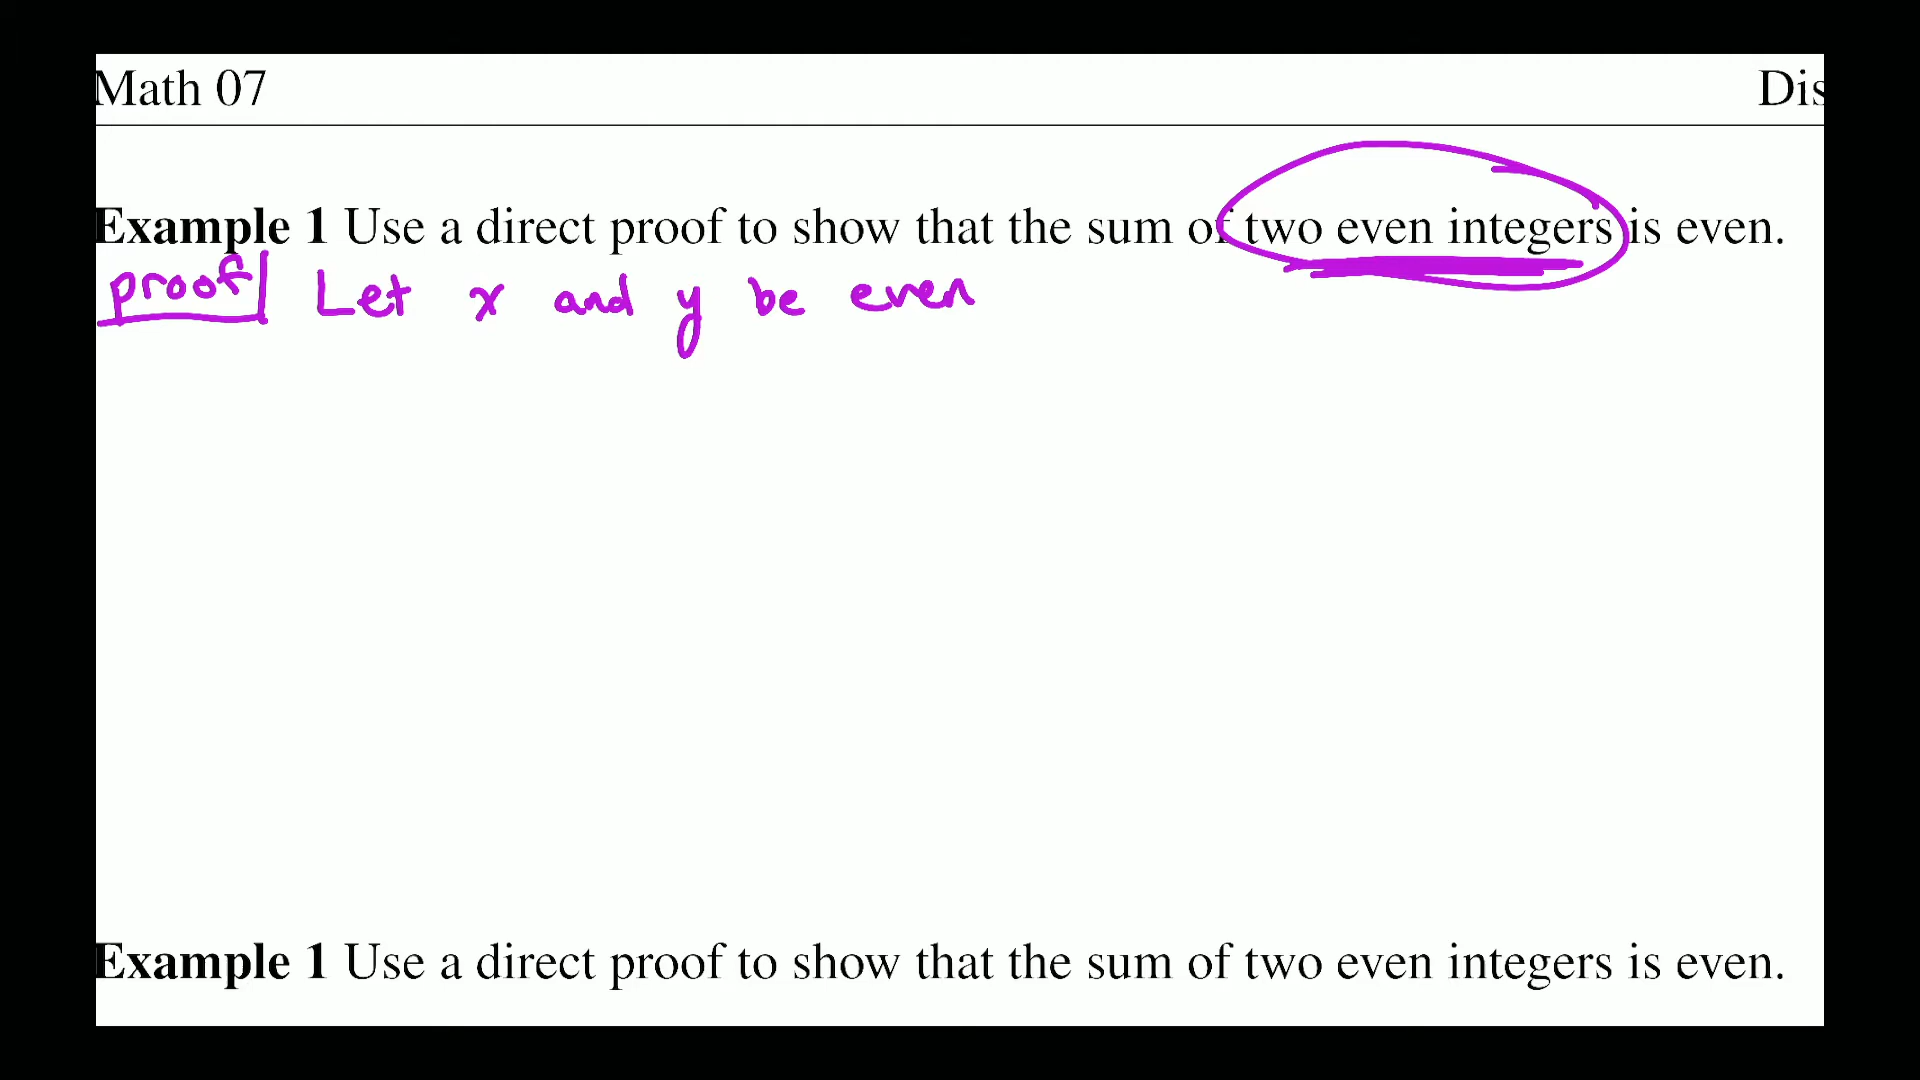 Math 07 Dis
Example 1 Use a direct proof to show that the sum of two even integers is even.
proof Let x and y be even
Example 1 Use a direct proof to show that the sum of two even integers is even.